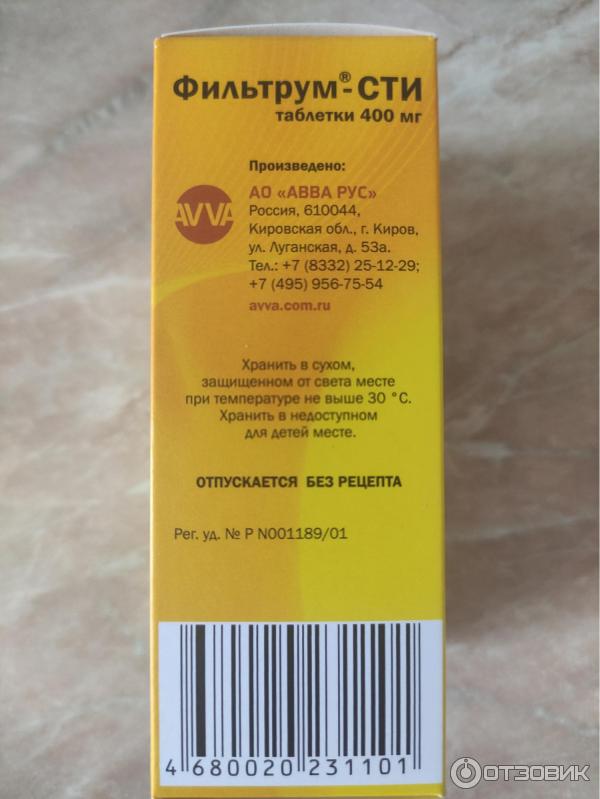 Фильтрум®-СТИ
таблетки 400 мг
Произведено:
AVVA
АО «АВВА РУС»
Россия, 610044,
Кировская обл., г. Киров,
ул. Луганская, д. 53а.
Тел.: +7 (8332) 25-12-29;
+7 (495) 956-75-54
avva.com.ru
Хранить в сухом,
защищенном от света месте
при температуре не выше 30 °С.
Хранить в недоступном
для детей месте.
ОТПУСКАЕТСЯ БЕЗ РЕЦЕПТА
Рег. уд. № Р N001189/01
4 680020 231101
ОТЗОВИК